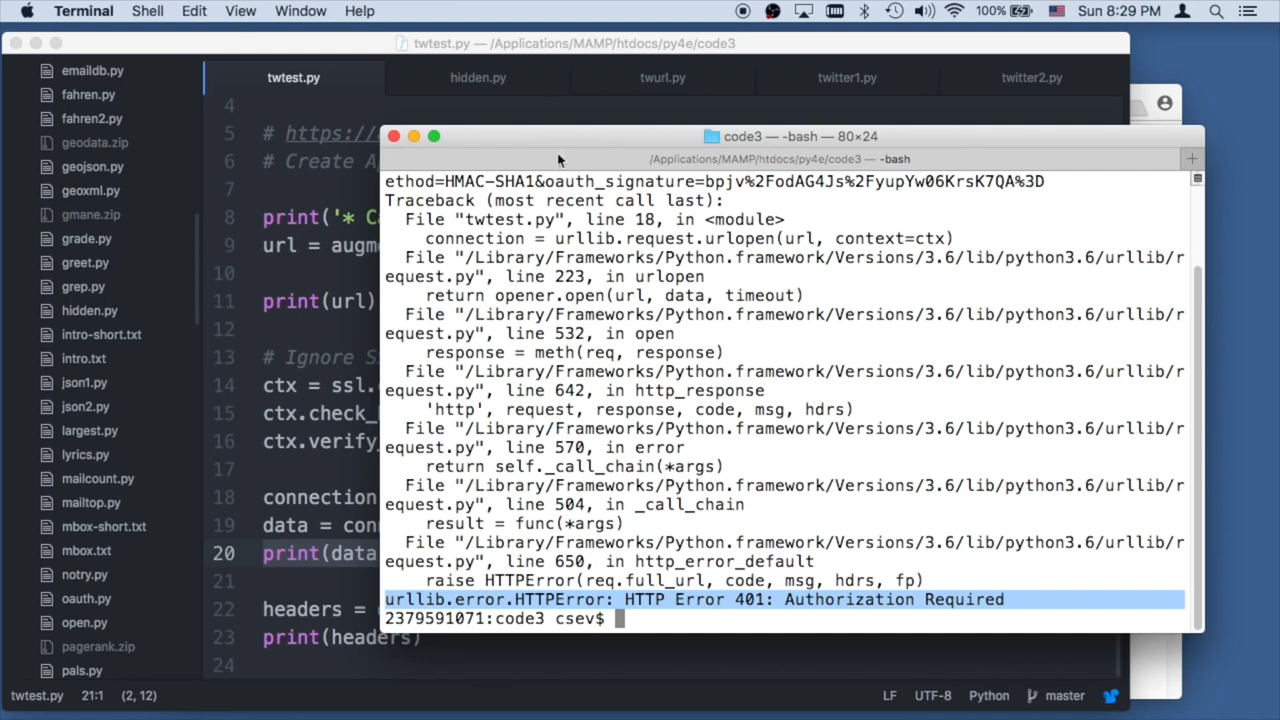 Terminal Shell Edit View Window Help 100% Sun 8:29 PM
twtest.py — /Applications/MAMP/htdocs/py4e/code3
emaildb.py
fahren.py
fahren2.py
geodata.zip
geojson.py
geoxml.py
gmane.zip
grade.py
greet.py
grep.py
hidden.py
intro-short.txt
intro.txt
json1.py
json2.py
largest.py
lyrics.py
mailcount.py
mailtop.py
mbox-short.txt
mbox.txt
notry.py
oauth.py
open.py
pagerank.zip
pals.py
twtest.py hidden.py twurl.py twitter1.py twitter2.py
4
5 # https://
6 # Create
7
8 print('*
9 url =
10
11 print(url)
12
13 # Ignore
14 ctx = ssl.
15
16
17
18 connection
19 data =
20 print(data
21
22 headers =
23 print(headers)
24
code3 — -bash — 80×24
/Applications/MAMP/htdocs/py4e/code3 — -bash
ethod=HMAC-SHA1&oauth_signature=bpjv%2FodAG4Js%2FyupYw06KrsK7QA%3D
Traceback (most recent call last):
File "twtest.py", line 18, in <module>
connection = urllib.request.urlopen(url, context=ctx)
File "/Library/Frameworks/Python.framework/Versions/3.6/lib/python3.6/urllib/r
equest.py", line 223, in urlopen
return opener.open(url, data, timeout)
File "/Library/Frameworks/Python.framework/Versions/3.6/lib/python3.6/urllib/r
equest.py", line 532, in open
response = meth(req, response)
File "/Library/Frameworks/Python.framework/Versions/3.6/lib/python3.6/urllib/r
equest.py", line 642, in http_response
'http', request, response, code, msg, hdrs)
File "/Library/Frameworks/Python.framework/Versions/3.6/lib/python3.6/urllib/r
equest.py", line 570, in error
return self._call_chain(*args)
File "/Library/Frameworks/Python.framework/Versions/3.6/lib/python3.6/urllib/r
equest.py", line 504, in _call_chain
result = func(*args)
File "/Library/Frameworks/Python.framework/Versions/3.6/lib/python3.6/urllib/r
equest.py", line 650, in http_error_default
raise HTTPError(req.full_url, code, msg, hdrs, fp)
urllib.error.HTTPError: HTTP Error 401: Authorization Required
2379591071:code3 csev$
twtest.py 21:1 (2, 12) LF UTF-8 Python master